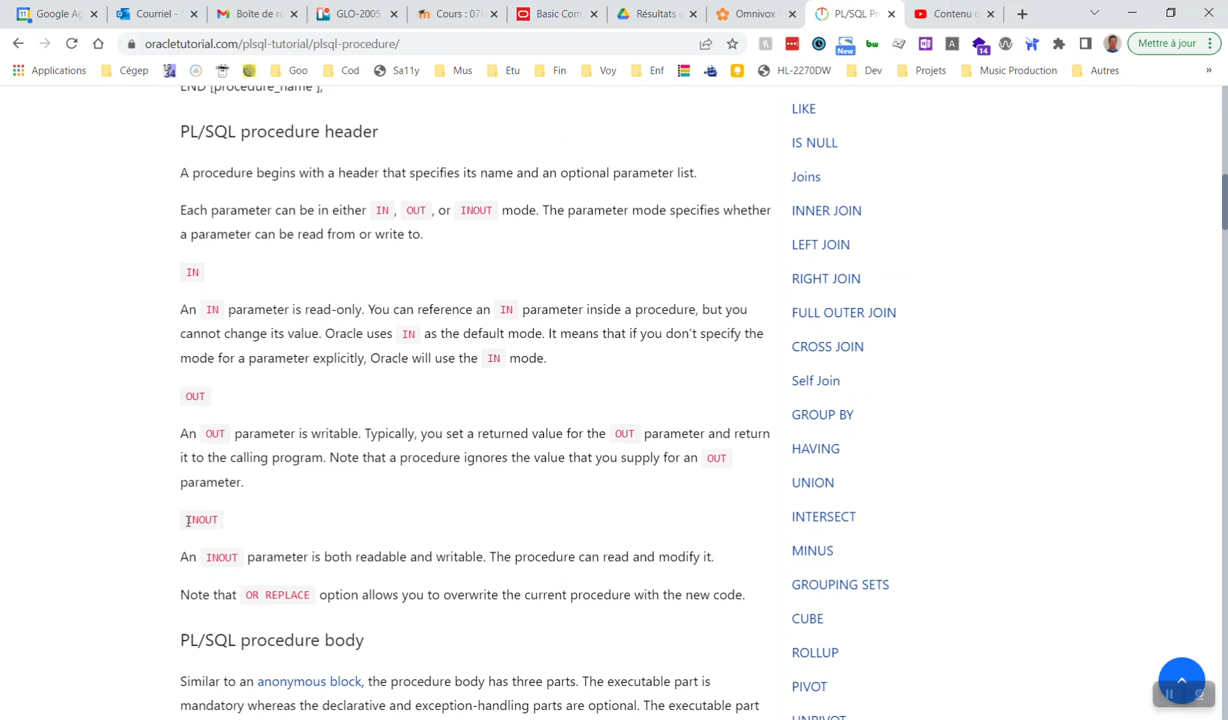 Google Ag
Courriel -
Boîte de r
GLO-2005
Cours : 07
Basic Com
Résultats
Omnivox -
PL/SQL Pr
Contenu c
oracletutorial.com/plsql-tutorial/plsql-procedure/
New
14
Mettre à jour
Applications
Cégep
Goo
Cod
Sa11y
Mus
Etu
Fin
Voy
Enf
HL-2270DW
Dev
Projets
Music Production
Autres
»
END [procedure_name ];
PL/SQL procedure header
A procedure begins with a header that specifies its name and an optional parameter list.
Each parameter can be in either IN, OUT, or INOUT mode. The parameter mode specifies whether
a parameter can be read from or write to.
IN
An IN parameter is read-only. You can reference an IN parameter inside a procedure, but you
cannot change its value. Oracle uses IN as the default mode. It means that if you don’t specify the
mode for a parameter explicitly, Oracle will use the IN mode.
OUT
An OUT parameter is writable. Typically, you set a returned value for the OUT parameter and return
it to the calling program. Note that a procedure ignores the value that you supply for an OUT
parameter.
INOUT
An INOUT parameter is both readable and writable. The procedure can read and modify it.
Note that OR REPLACE option allows you to overwrite the current procedure with the new code.
PL/SQL procedure body
Similar to an anonymous block, the procedure body has three parts. The executable part is
mandatory whereas the declarative and exception-handling parts are optional. The executable part
LIKE
IS NULL
Joins
INNER JOIN
LEFT JOIN
RIGHT JOIN
FULL OUTER JOIN
CROSS JOIN
Self Join
GROUP BY
HAVING
UNION
INTERSECT
MINUS
GROUPING SETS
CUBE
ROLLUP
PIVOT
UNPIVOT